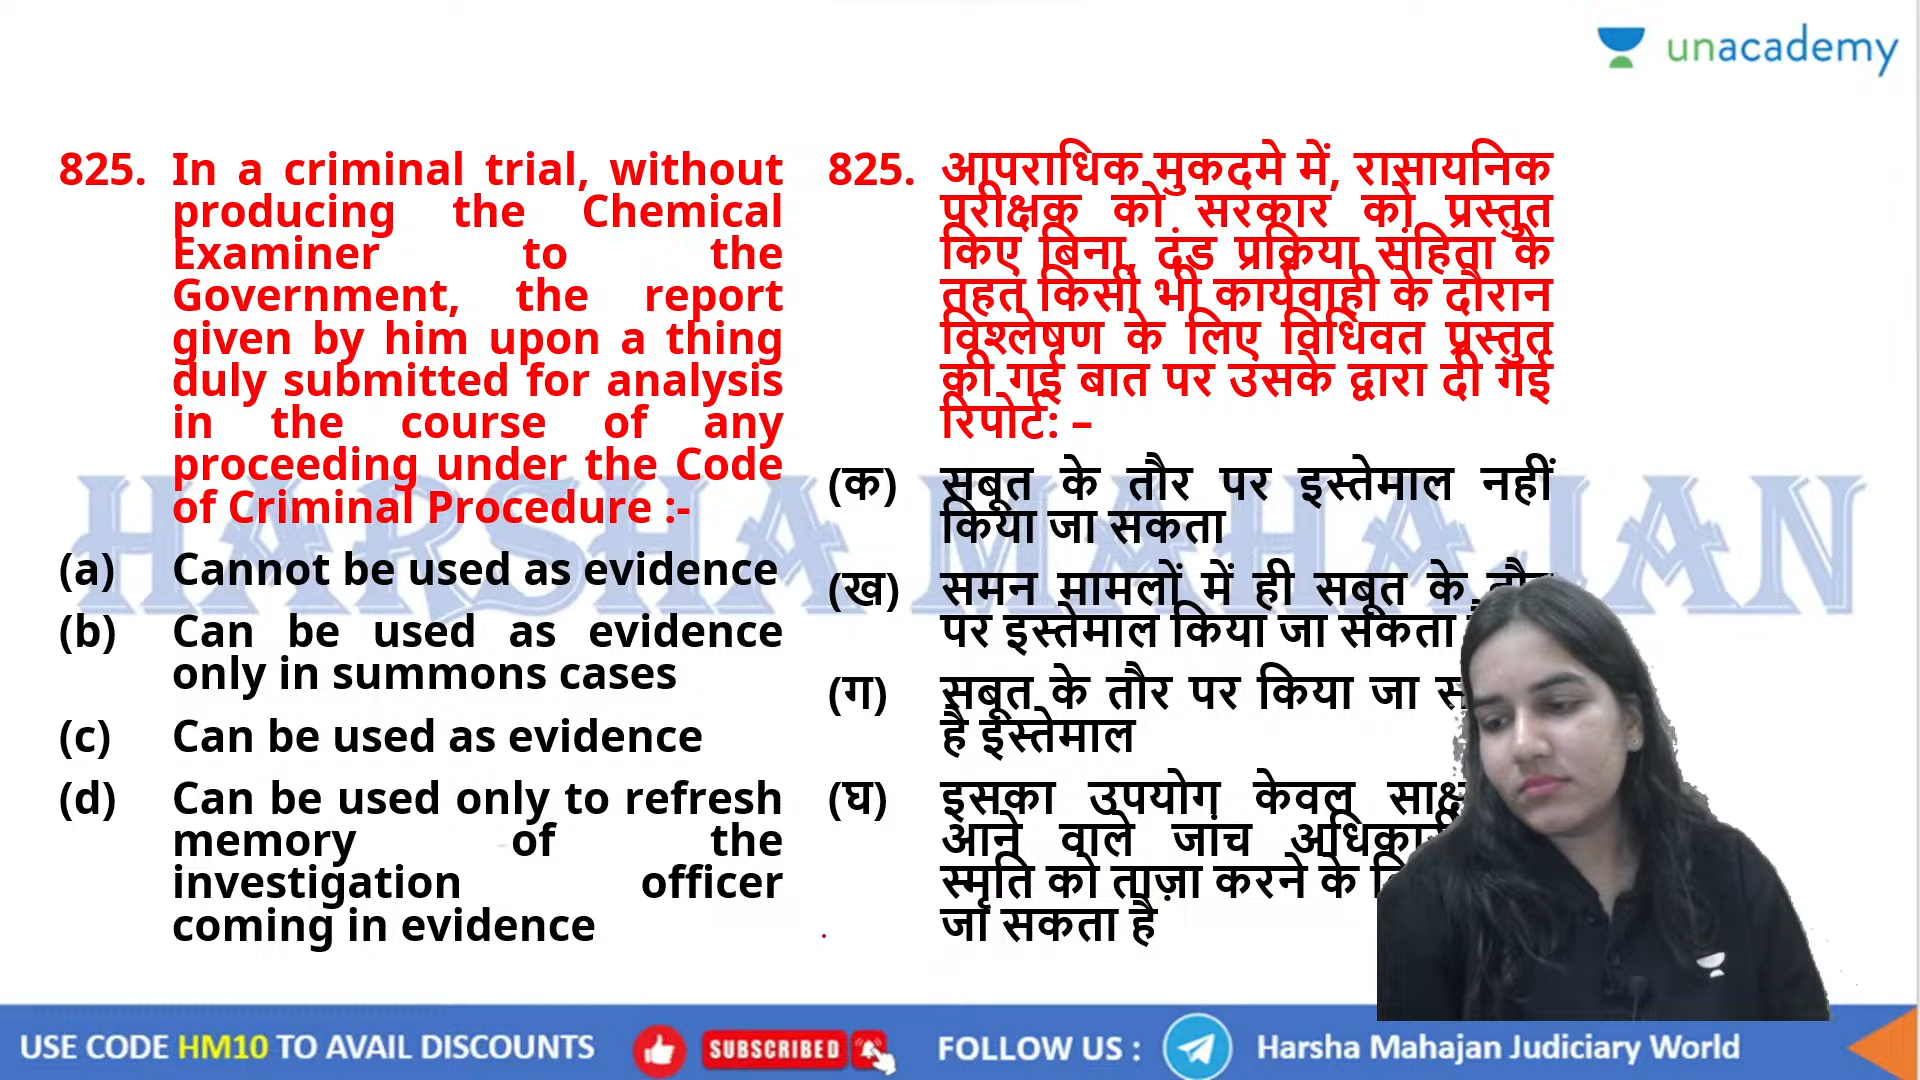 unacademy
825. In a criminal trial, without
producing the Chemical
Examiner to the
Government, the report
given by him upon a thing
duly submitted for analysis
in the course of any
proceeding under the Code
of Criminal Procedure :-
(a) Cannot be used as evidence
(b) Can be used as evidence
only in summons cases
(c) Can be used as evidence
(d) Can be used only to refresh
memory of the
investigation officer
coming in evidence
825. आपराधिक मुकदमे में, रासायनिक
परीक्षक को सरकार को प्रस्तुत
किए बिना, दंड प्रक्रिया संहिता के
तहत किसी भी कार्यवाही के दौरान
विश्लेषण के लिए विधिवत प्रस्तुत
की गई बात पर उसके द्वारा दी गई
रिपोर्ट: –
(क) सबूत के तौर पर इस्तेमाल नहीं
किया जा सकता
(ख) समन मामलों में ही सबूत के तौर
पर इस्तेमाल किया जा सकता
(ग) सबूत के तौर पर किया जा
है इस्तेमाल
(घ) इसका उपयोग केवल
आने वाले जांच
स्मृति को ताज़ा करने के
जा सकता है
HARSHA MAHAJAN
USE CODE HM10 TO AVAIL DISCOUNTS
SUBSCRIBED
FOLLOW US :
Harsha Mahajan Judiciary World